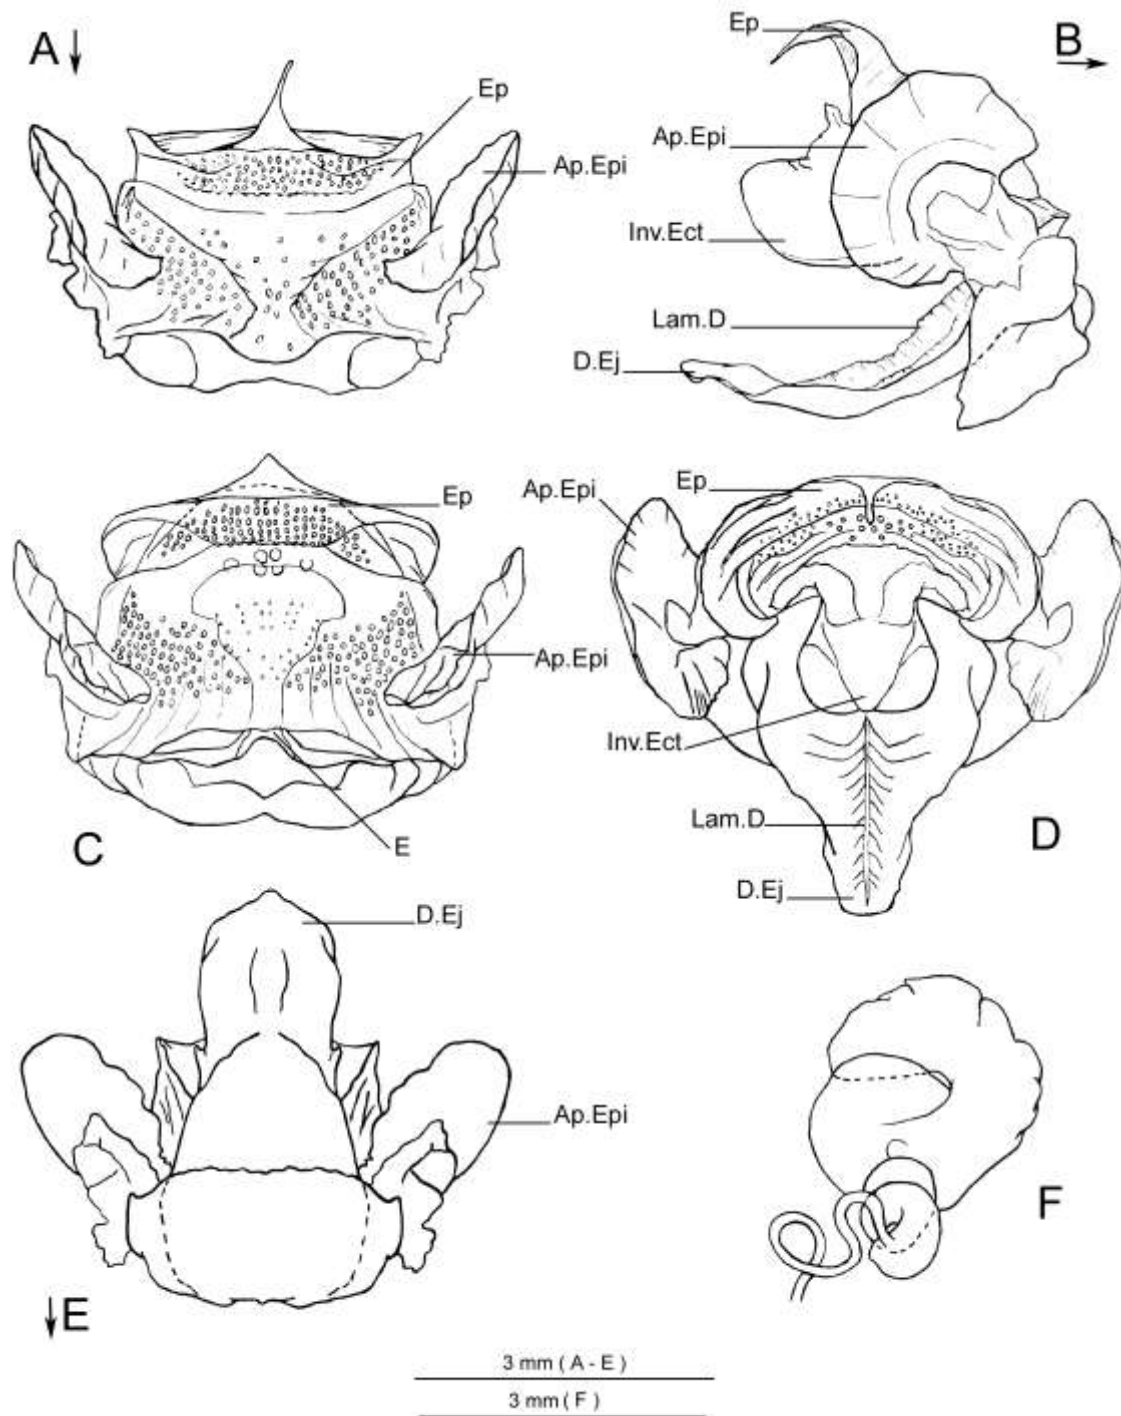 A
Ep
Ap.Epi
B
Ep
Ap.Epi
Inv.Ect
Lam.D
D.Ej
C
Ep
Ap.Epi
E
D
Ap.Epi
Ep
Inv.Ect
Lam.D
D.Ej
E
D.Ej
Ap.Epi
F
3 mm ( A - E )
3 mm ( F )